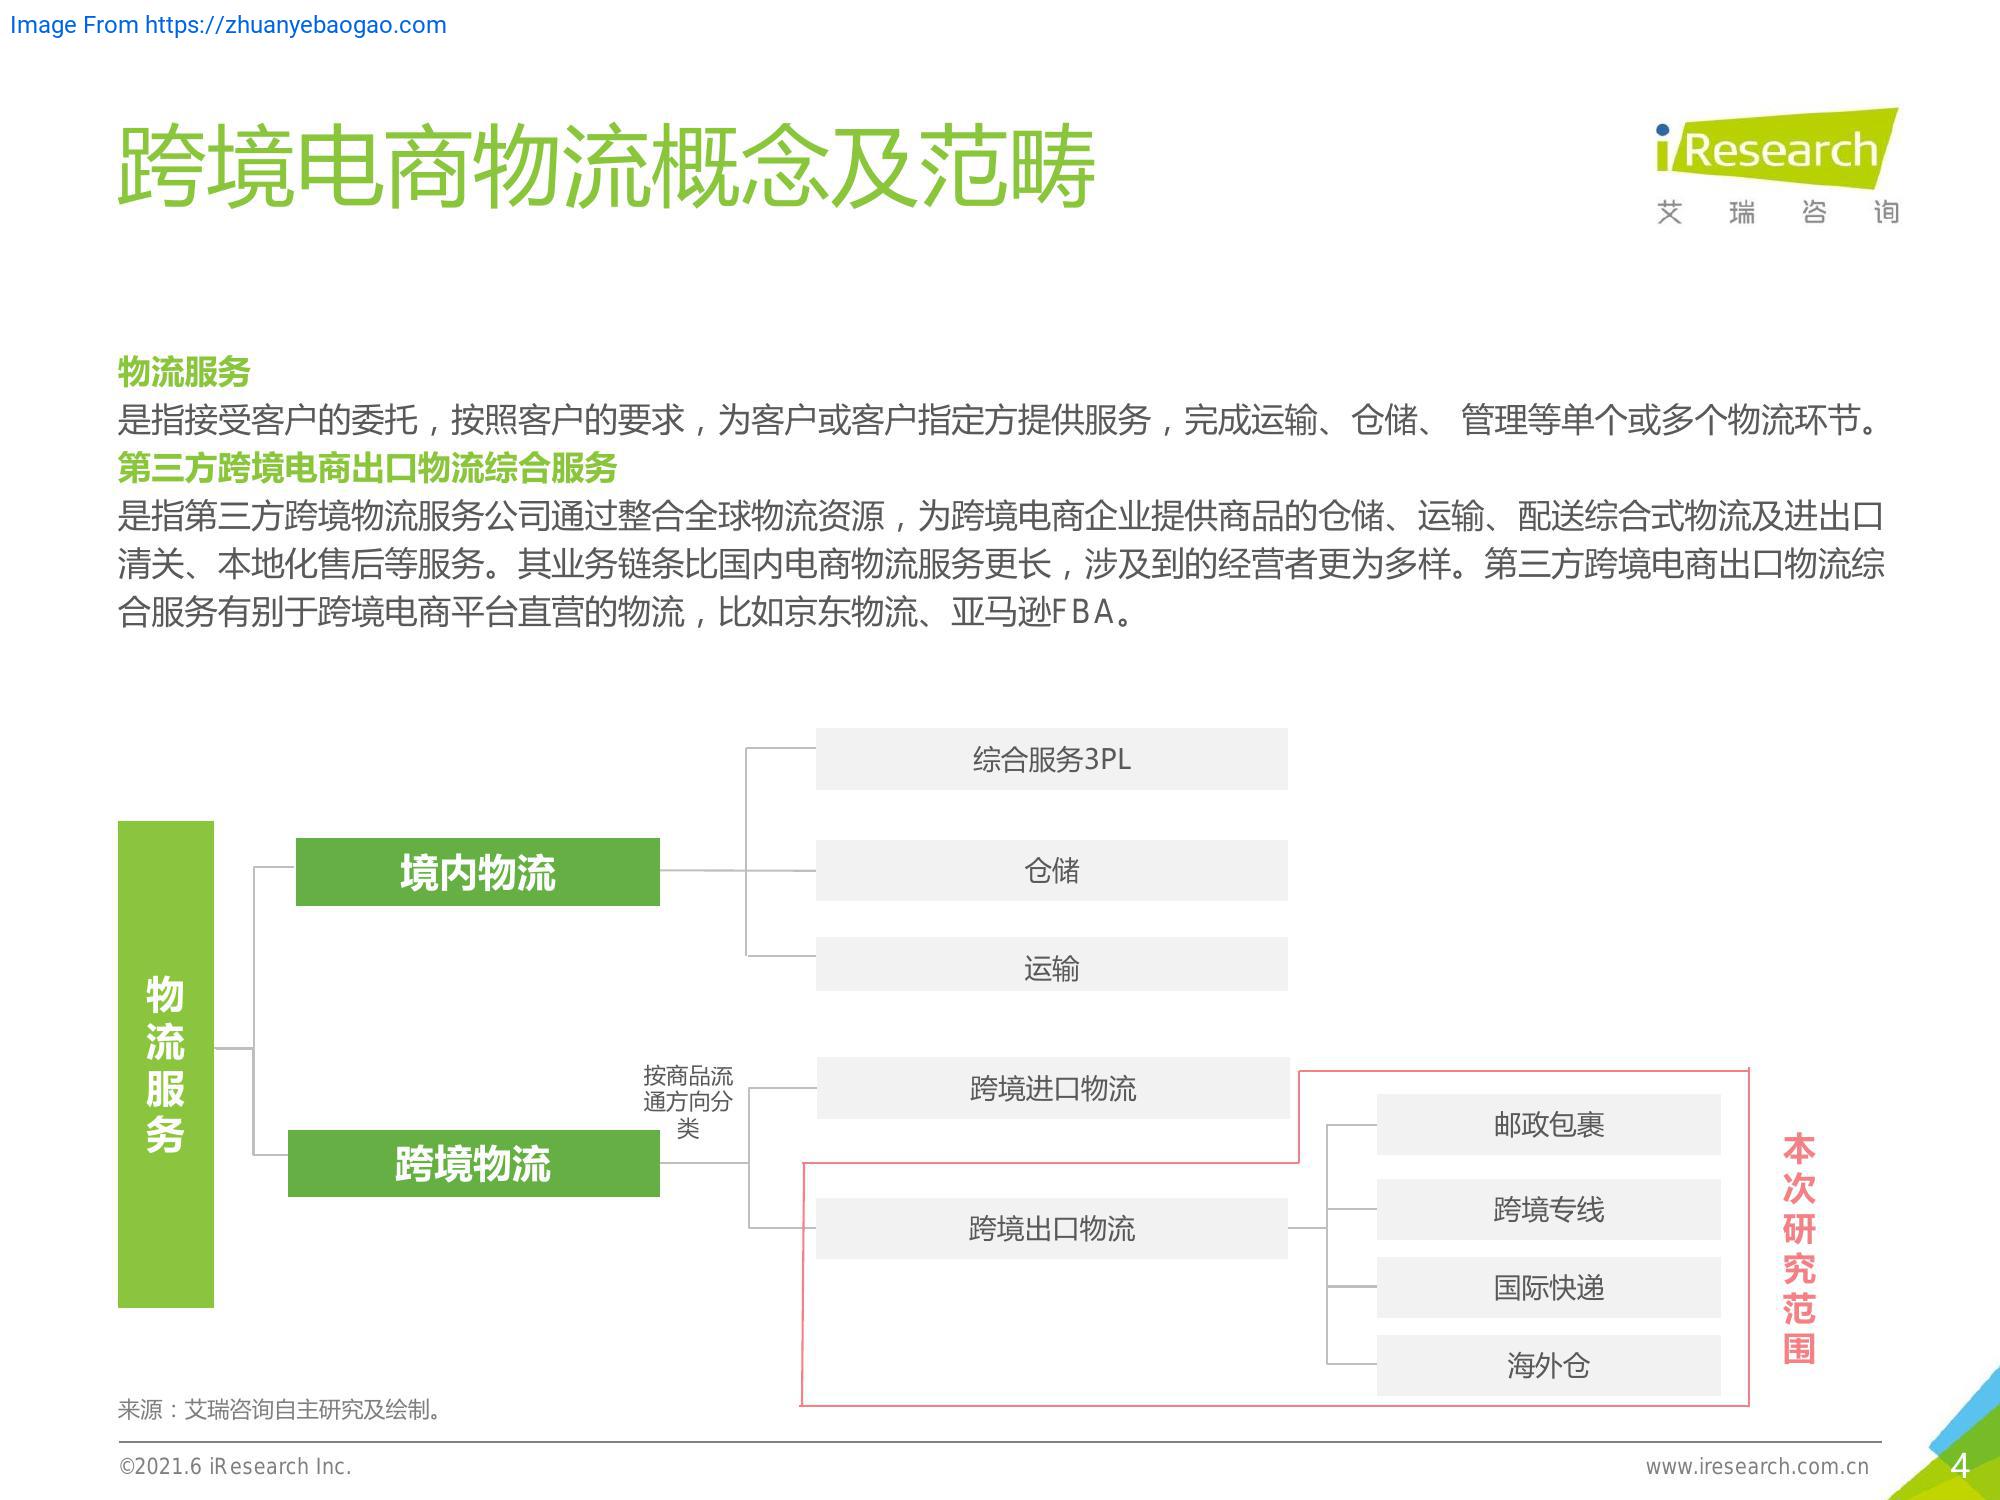 Image From https://zhuanyebaogao.com
跨境电商物流概念及范畴
iResearch
艾瑞咨询
物流服务
是指接受客户的委托，按照客户的要求，为客户或客户指定方提供服务，完成运输、仓储、 管理等单个或多个物流环节。
第三方跨境电商出口物流综合服务
是指第三方跨境物流服务公司通过整合全球物流资源，为跨境电商企业提供商品的仓储、运输、配送综合式物流及进出口
清关、本地化售后等服务。其业务链条比国内电商物流服务更长，涉及到的经营者更为多样。第三方跨境电商出口物流综
合服务有别于跨境电商平台直营的物流，比如京东物流、亚马逊FBA。
物流服务
境内物流
综合服务3PL
仓储
运输
跨境物流
按商品流
通方向分
类
跨境进口物流
跨境出口物流
邮政包裹
跨境专线
国际快递
海外仓
本次研究范围
来源：艾瑞咨询自主研究及绘制。
©2021.6 iResearch Inc.
www.iresearch.com.cn
4